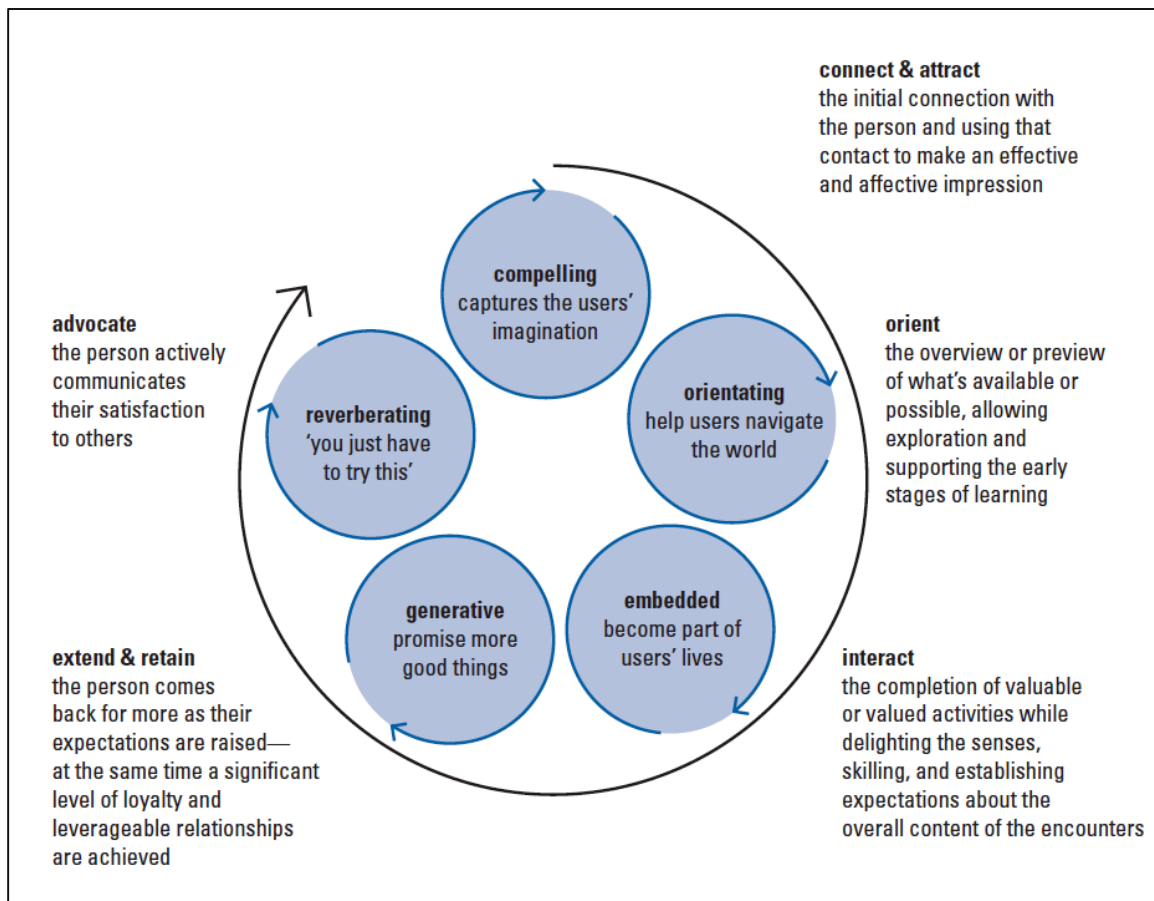 connect & attract
the initial connection with
the person and using that
contact to make an effective
and affective impression
compelling
captures the users’
imagination
orient
the overview or preview
of what’s available or
possible, allowing
exploration and
supporting the early
stages of learning
orientating
help users navigate
the world
interact
the completion of valuable
or valued activities while
delighting the senses,
skilling, and establishing
expectations about the
overall content of the encounters
embedded
become part of
users’ lives
extend & retain
the person comes
back for more as their
expectations are raised—
at the same time a significant
level of loyalty and
leverageable relationships
are achieved
generative
promise more
good things
advocate
the person actively
communicates
their satisfaction
to others
reverberating
‘you just have
to try this’